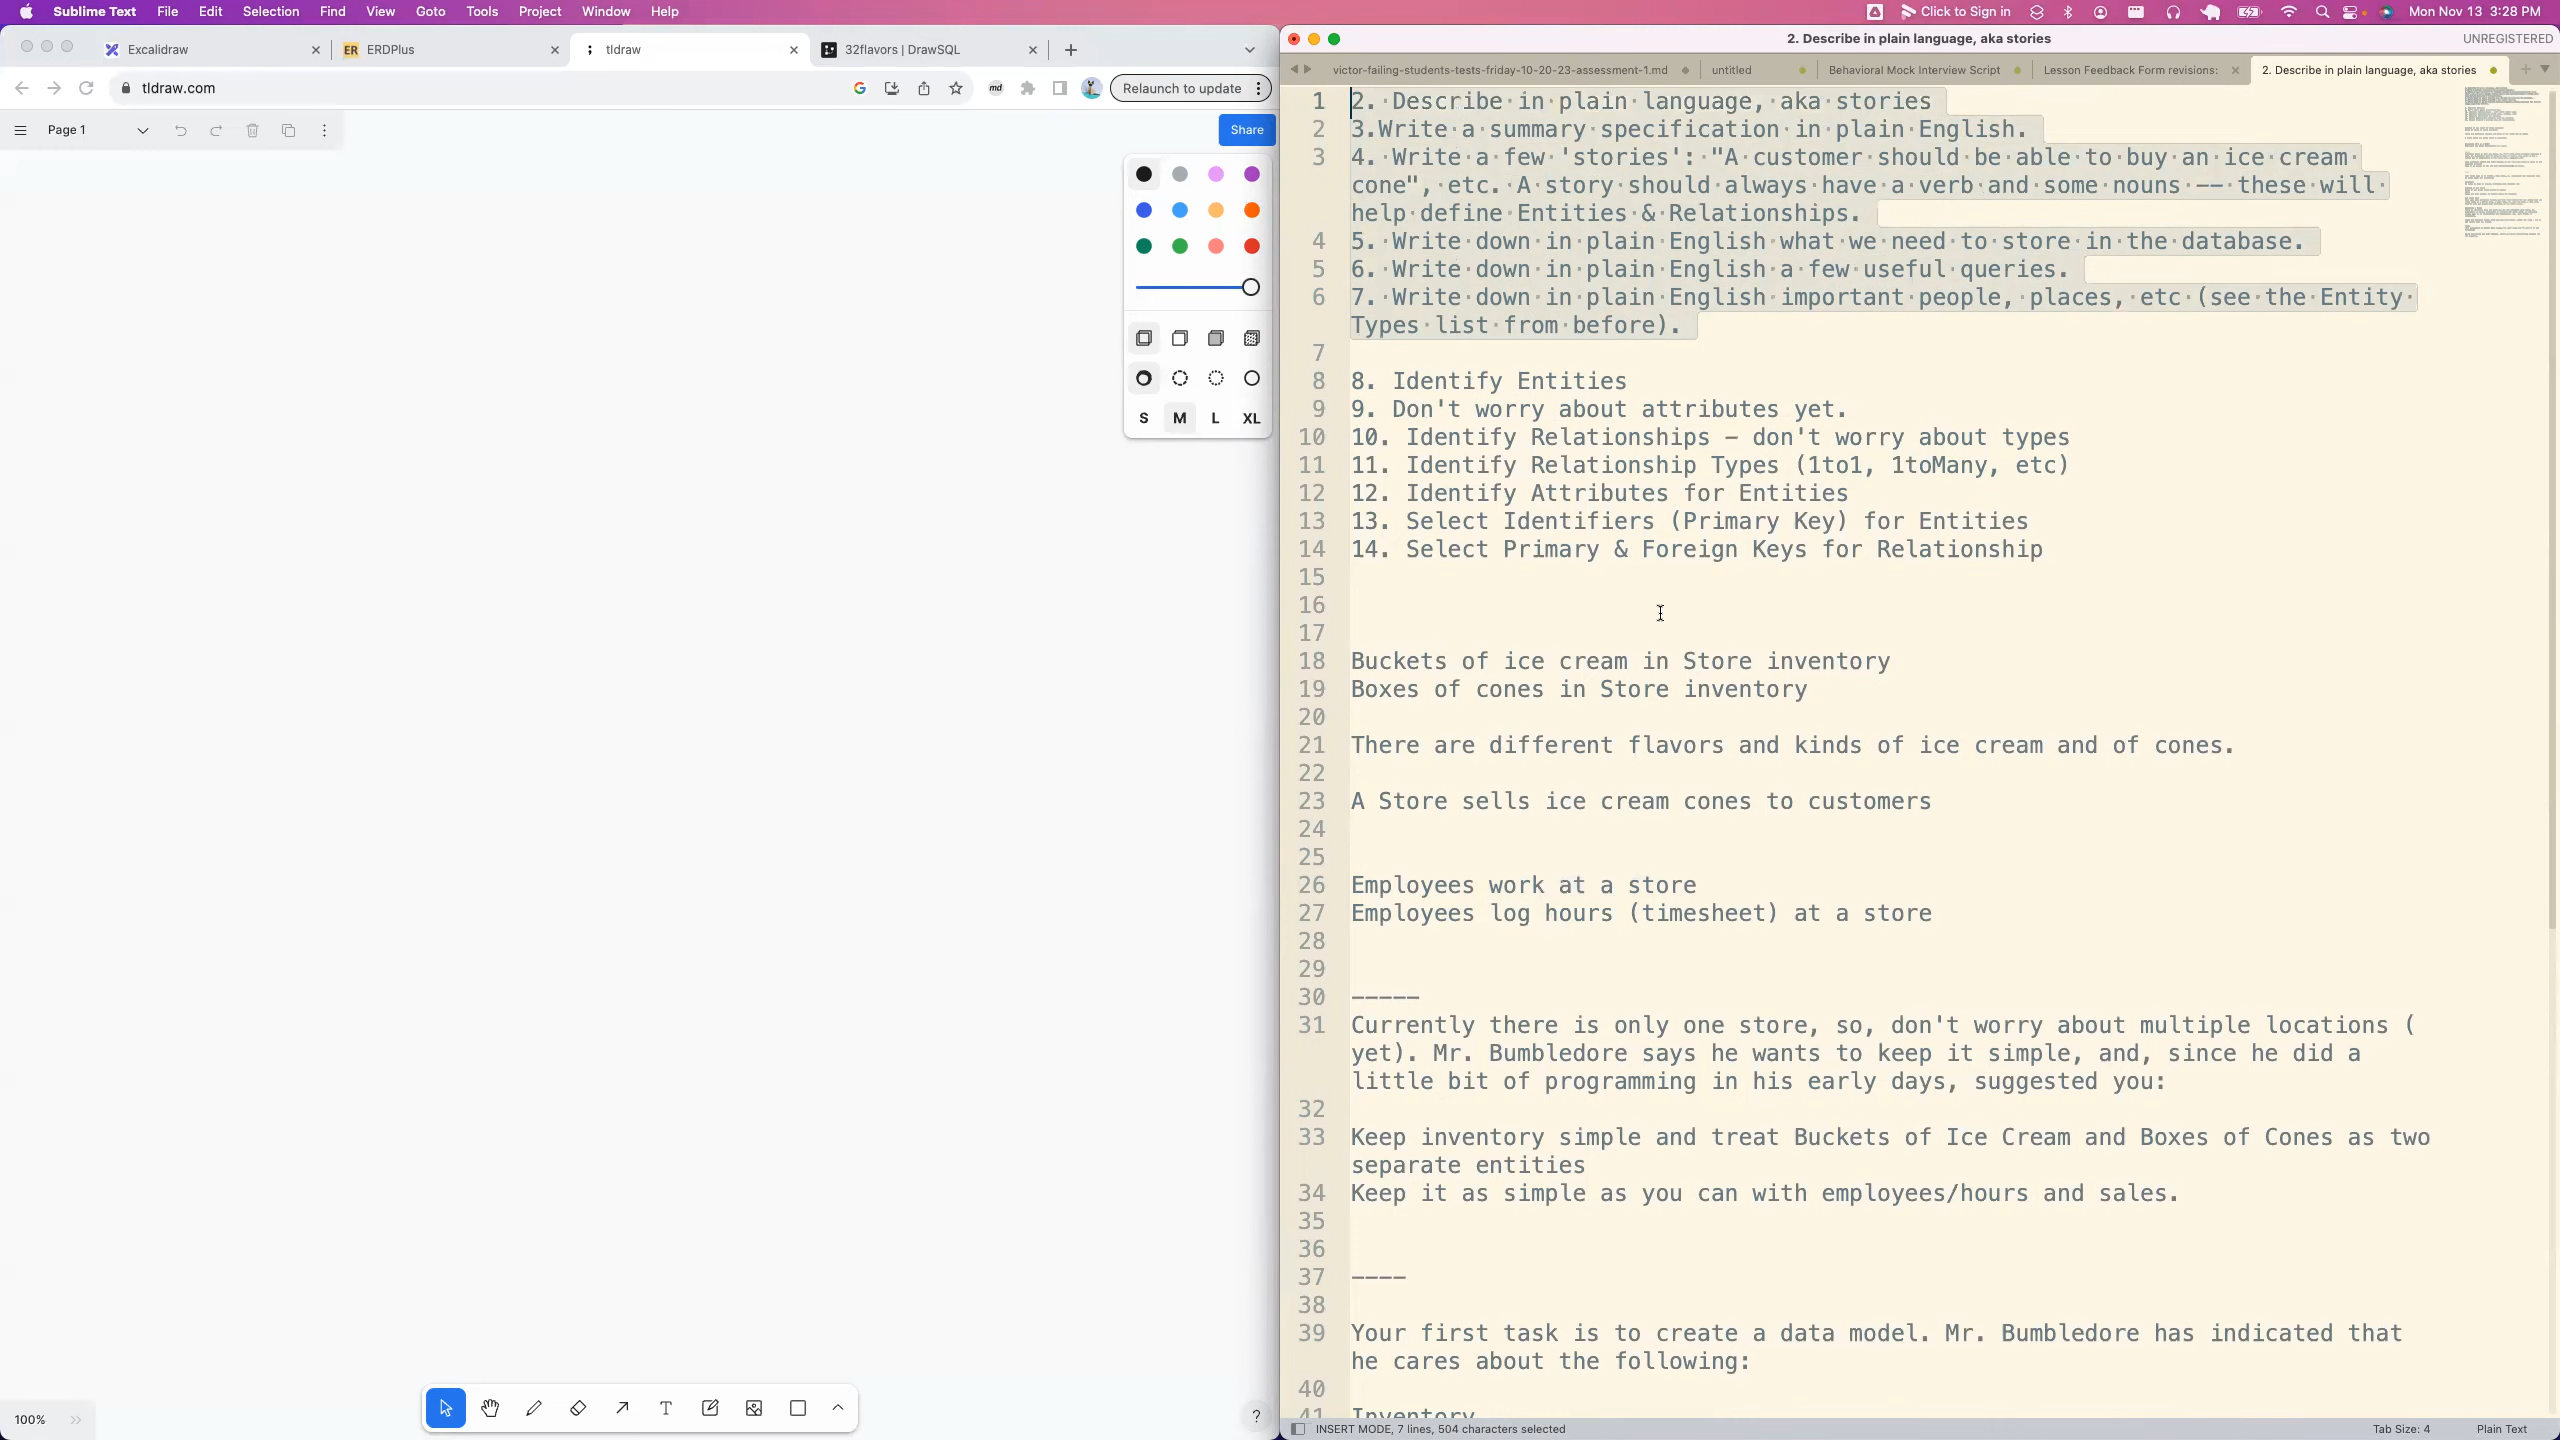 Sublime Text File Edit Selection Find View Goto Tools Project Window Help
Click to Sign in
Mon Nov 13 3:28 PM
Excalidraw
ER ERDPlus
tldraw
32flavors | DrawSQL
tldraw.com
Relaunch to update
Page 1
Share
S M L XL
100%
?
2. Describe in plain language, aka stories
UNREGISTERED
victor-failing-students-tests-friday-10-20-23-assessment-1.md
untitled
Behavioral Mock Interview Script
Lesson Feedback Form revisions:
2. Describe in plain language, aka stories
1 2. Describe in plain language, aka stories
2 3.Write a summary specification in plain English.
3 4. Write a few 'stories': "A customer should be able to buy an ice cream
cone", etc. A story should always have a verb and some nouns -- these will
help define Entities & Relationships.
4 5. Write down in plain English what we need to store in the database.
5 6. Write down in plain English a few useful queries.
6 7. Write down in plain English important people, places, etc (see the Entity
Types list from before).
7
8 8. Identify Entities
9 9. Don't worry about attributes yet.
10 10. Identify Relationships – don't worry about types
11 11. Identify Relationship Types (1to1, 1toMany, etc)
12 12. Identify Attributes for Entities
13 13. Select Identifiers (Primary Key) for Entities
14 14. Select Primary & Foreign Keys for Relationship
15
16
17
18 Buckets of ice cream in Store inventory
19 Boxes of cones in Store inventory
20
21 There are different flavors and kinds of ice cream and of cones.
22
23 A Store sells ice cream cones to customers
24
25
26 Employees work at a store
27 Employees log hours (timesheet) at a store
28
29
30 -----
31 Currently there is only one store, so, don't worry about multiple locations (
yet). Mr. Bumbledore says he wants to keep it simple, and, since he did a
little bit of programming in his early days, suggested you:
32
33 Keep inventory simple and treat Buckets of Ice Cream and Boxes of Cones as two
separate entities
34 Keep it as simple as you can with employees/hours and sales.
35
36
37 ----
38
39 Your first task is to create a data model. Mr. Bumbledore has indicated that
he cares about the following:
40
41 Inventory
INSERT MODE, 7 lines, 504 characters selected
Tab Size: 4
Plain Text